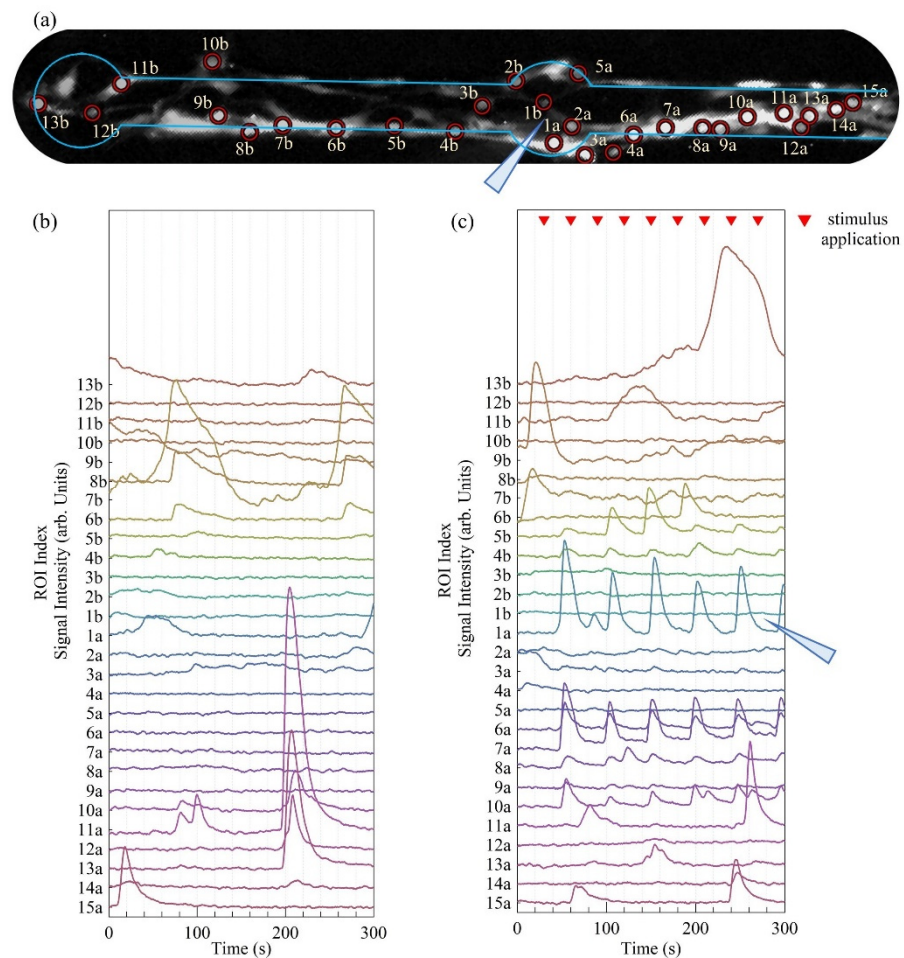 (a)
10b
11b
2b
5a
15a
3b
10a
11a
13a
9b
6a
7a
1b
2a
14a
13b
12b
1a
8b
7b
6b
5b
4b
3a
4a
8a
9a
12a
(b)
(c)
stimulus
application
ROI Index
Signal Intensity (arb. Units)
13b
12b
11b
10b
9b
8b
7b
6b
5b
4b
3b
2b
1b
1a
2a
3a
4a
5a
6a
7a
8a
9a
10a
11a
12a
13a
14a
15a
0 100 200 300
Time (s)
ROI Index
Signal Intensity (arb. Units)
13b
12b
11b
10b
9b
8b
7b
6b
5b
4b
3b
2b
1b
1a
2a
3a
4a
5a
6a
7a
8a
9a
10a
11a
12a
13a
14a
15a
0 100 200 300
Time (s)